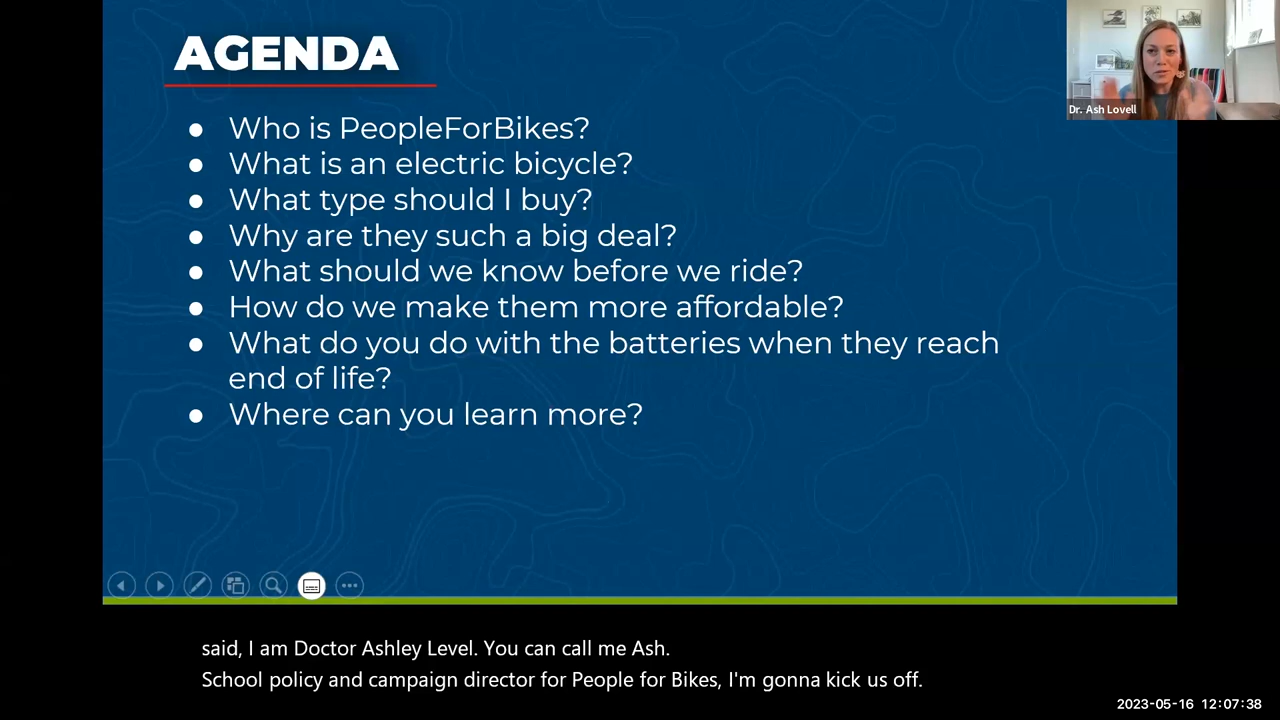 AGENDA
Dr. Ash Lovell
● Who is PeopleForBikes?
● What is an electric bicycle?
● What type should I buy?
● Why are they such a big deal?
● What should we know before we ride?
● How do we make them more affordable?
● What do you do with the batteries when they reach
end of life?
● Where can you learn more?
said, I am Doctor Ashley Level. You can call me Ash.
School policy and campaign director for People for Bikes, I'm gonna kick us off.
2023-05-16 12:07:38